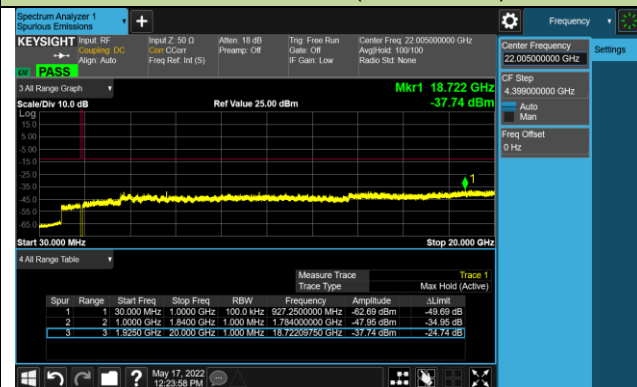 Spectrum Analyzer 1
Spurious Emissions
+
Frequency
KEYSIGHT Input: RF Input Z: 50 Ω Atten: 18 dB Trig: Free Run Center Freq: 22.005000000 GHz
Coupling: DC Corr CCorr Preamp: Off Gate: Off Avg|Hold: 100/100
Align: Auto Freq Ref: Int (S) IF Gain: Low Radio Std: None
PASS
Center Frequency
22.005000000 GHz
Settings
CF Step
4.399000000 GHz
Auto
Man
Freq Offset
0 Hz
3 All Range Graph
Mkr1 18.722 GHz
Scale/Div 10.0 dB Ref Value 25.00 dBm -37.74 dBm
Log
15.0
5.00
-5.00
-15.0
-25.0
-35.0
-45.0
-55.0
-65.0
1
Start 30.000 MHz Stop 20.000 GHz
4 All Range Table
Measure Trace Trace 1
Trace Type Max Hold (Active)
Spur Range Start Freq Stop Freq RBW Frequency Amplitude ΔLimit
1 1 30.000 MHz 1.0000 GHz 100.0 kHz 927.2500000 MHz -62.69 dBm -49.69 dB
2 2 1.0000 GHz 1.8400 GHz 1.000 MHz 1.784000000 GHz -47.95 dBm -34.95 dB
3 3 1.9250 GHz 20.000 GHz 1.000 MHz 18.72209750 GHz -37.74 dBm -24.74 dB
?
May 17, 2022
12:23:58 PM